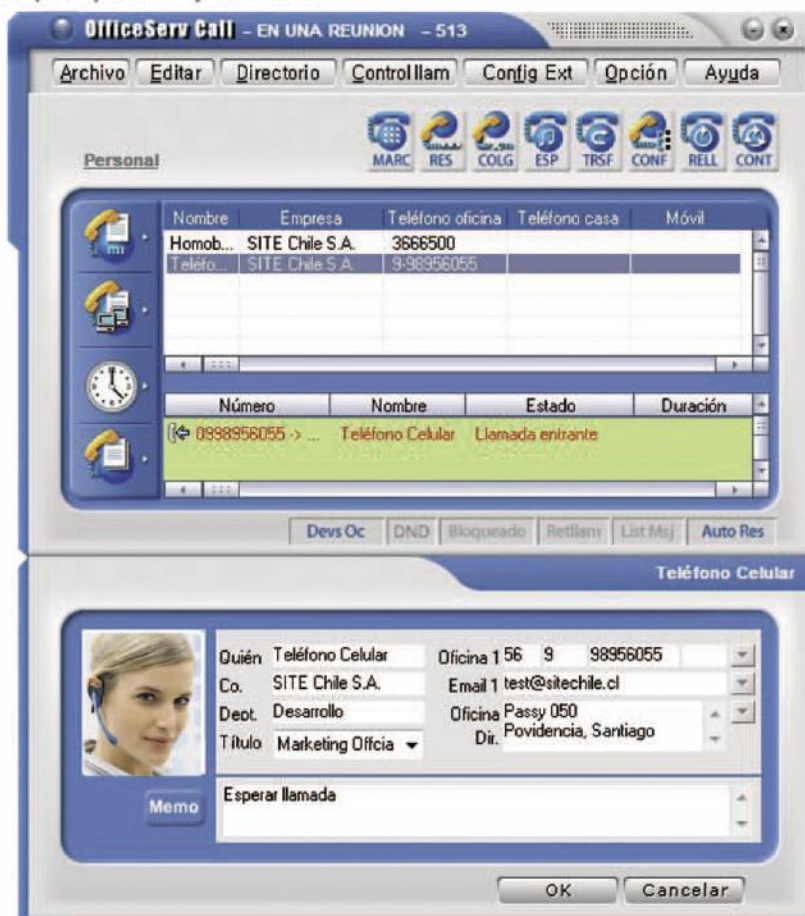 OfficeServ Call – EN UNA REUNION – 513
Archivo Editar Directorio Control llam Config Ext Opción Ayuda
Personal
MARC RES COLG ESP TRSF CONF RELL CONT
Nombre Empresa Teléfono oficina Teléfono casa Móvil
Homob... SITE Chile S.A. 3666500
Teléfo... SITE Chile S.A. 9-98956055
Número Nombre Estado Duración
0998956055 -> ... Teléfono Celular Llamada entrante
Devs Oc DND Bloqueado Retllam List Msj Auto Res
Teléfono Celular
Quién Teléfono Celular Oficina 1 56 9 98956055
Co. SITE Chile S.A. Email 1 test@sitechile.cl
Dept. Desarrollo Oficina Passy 050
Título Marketing Offcia Dir. Povidencia, Santiago
Memo Esperar llamada
OK Cancelar